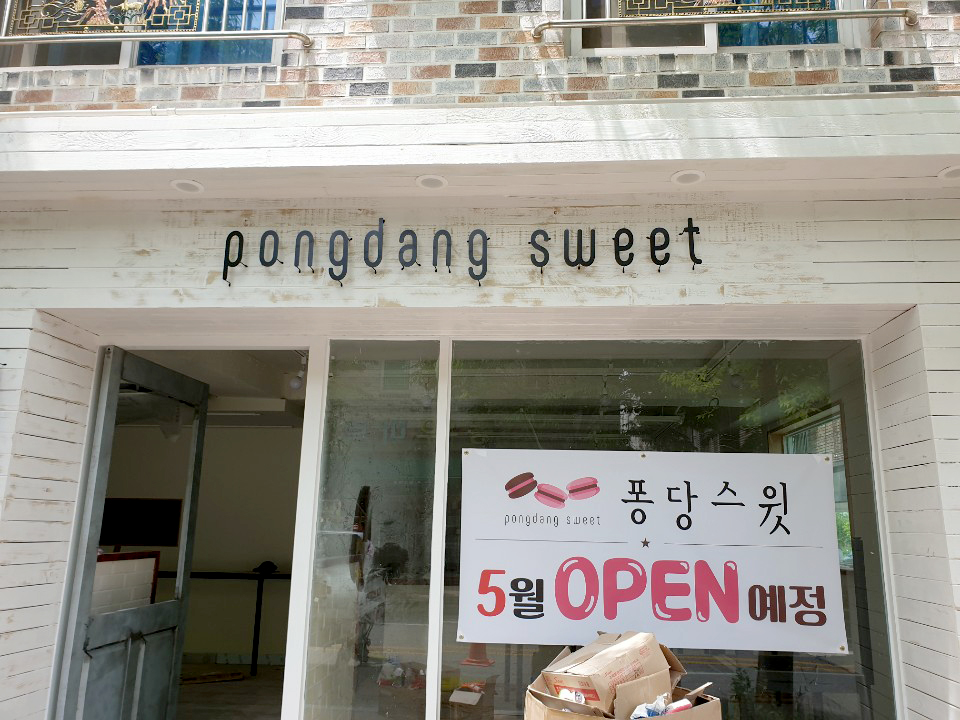 pongdang sweet
퐁당스윗
pongdang sweet
5월 OPEN 예정